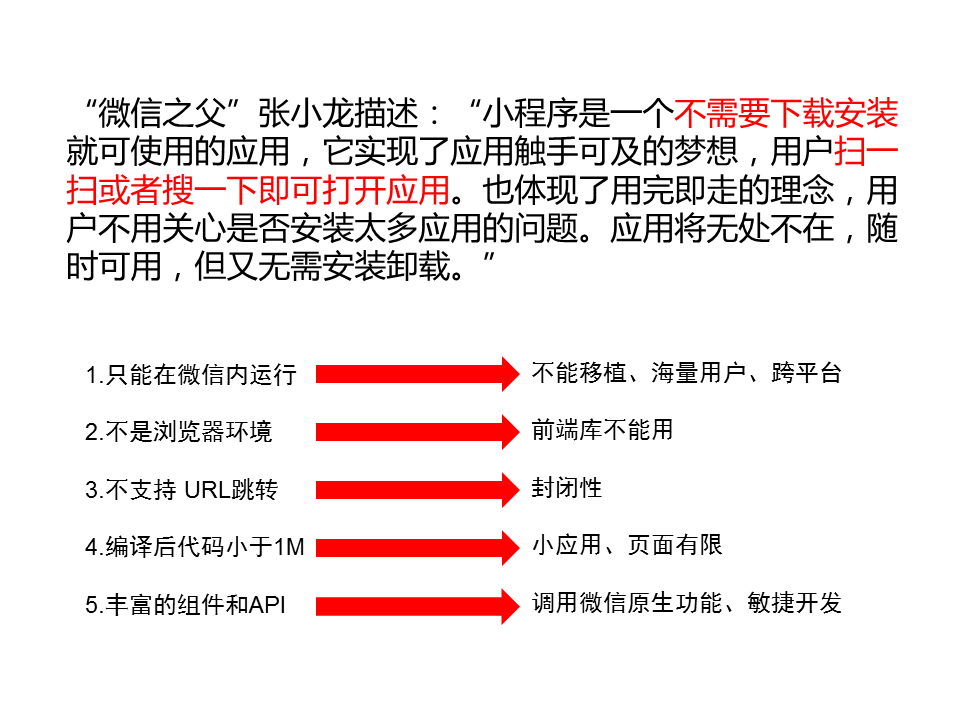 “微信之父”张小龙描述：“小程序是一个不需要下载安装
就可使用的应用，它实现了应用触手可及的梦想，用户扫一
扫或者搜一下即可打开应用。也体现了用完即走的理念，用
户不用关心是否安装太多应用的问题。应用将无处不在，随
时可用，但又无需安装卸载。”
1.只能在微信内运行 不能移植、海量用户、跨平台
2.不是浏览器环境 前端库不能用
3.不支持 URL跳转 封闭性
4.编译后代码小于1M 小应用、页面有限
5.丰富的组件和API 调用微信原生功能、敏捷开发